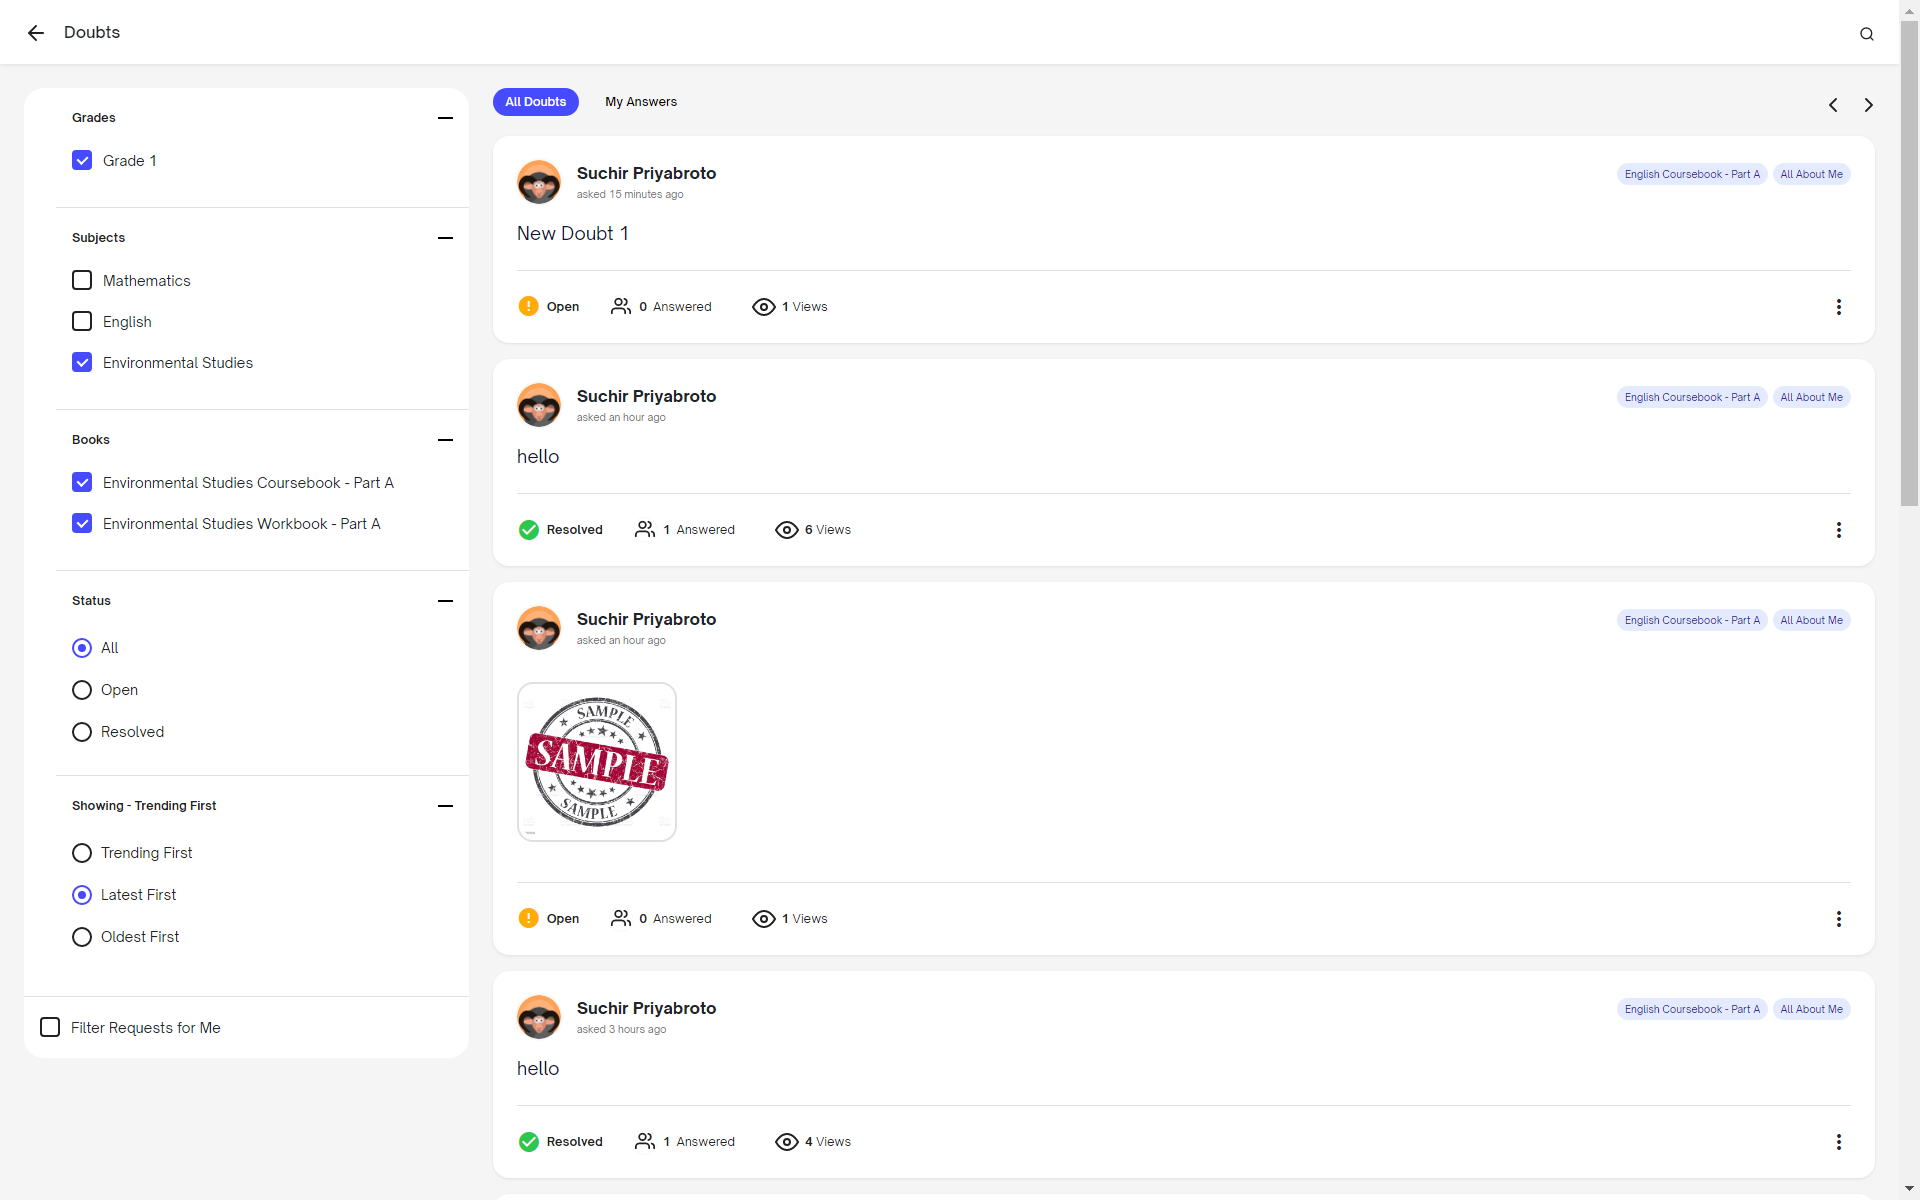 Doubts
Grades
Grade 1
Subjects
Mathematics
English
Environmental Studies
Books
Environmental Studies Coursebook - Part A
Environmental Studies Workbook - Part A
Status
All
Open
Resolved
Showing - Trending First
Trending First
Latest First
Oldest First
Filter Requests for Me
All Doubts My Answers
Suchir Priyabroto English Coursebook - Part A All About Me
asked 15 minutes ago
New Doubt 1
Open 0 Answered 1 Views
Suchir Priyabroto English Coursebook - Part A All About Me
asked an hour ago
hello
Resolved 1 Answered 6 Views
Suchir Priyabroto English Coursebook - Part A All About Me
asked an hour ago
SAMPLE
SAMPLE
SAMPLE
Open 0 Answered 1 Views
Suchir Priyabroto English Coursebook - Part A All About Me
asked 3 hours ago
hello
Resolved 1 Answered 4 Views